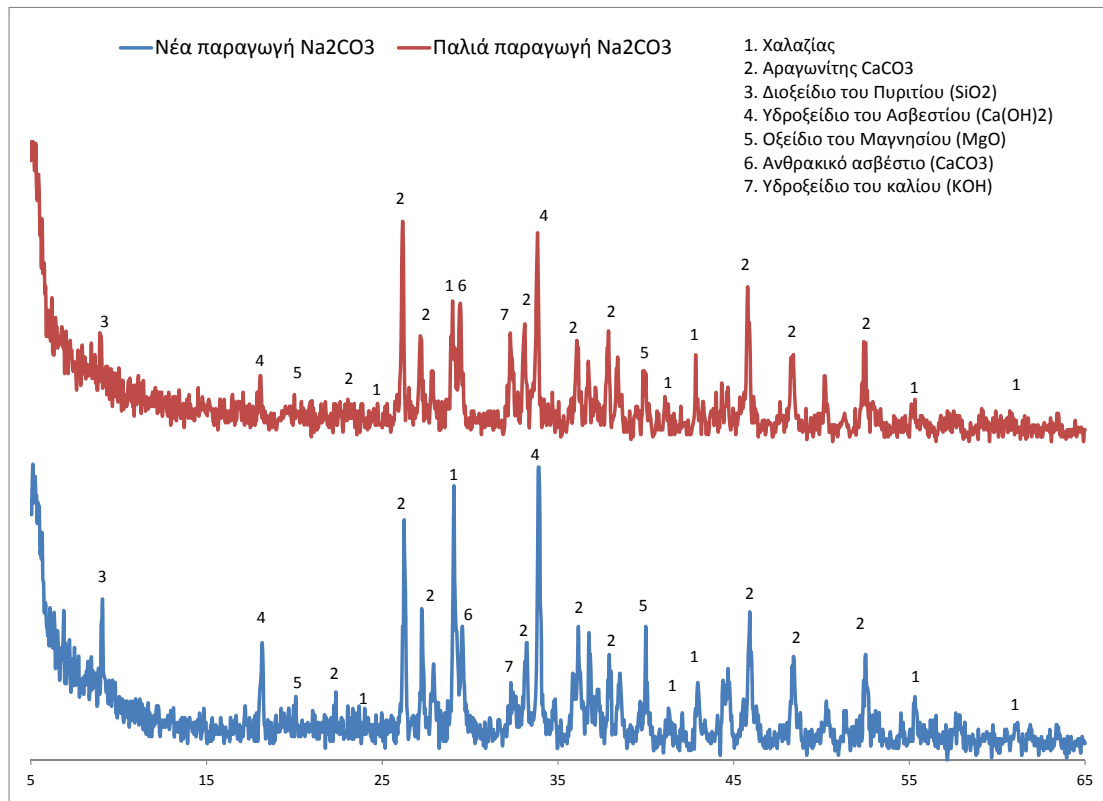 Νέα παραγωγή Na2CO3 Παλιά παραγωγή Na2CO3
1. Χαλαζίας
2. Αραγωνίτης CaCO3
3. Διοξείδιο του Πυριτίου (SiO2)
4. Υδροξείδιο του Ασβεστίου (Ca(OH)2)
5. Οξείδιο του Μαγνησίου (MgO)
6. Ανθρακικό ασβέστιο (CaCO3)
7. Υδροξείδιο του καλίου (KOH)
3 4 5 2 1 2 2 1 6 7 2 4 2 2 5 1 1 2 2 2 1 1
3 4 5 2 1 2 2 1 6 7 2 4 2 2 5 1 1 2 2 2 1 1
5 15 25 35 45 55 65